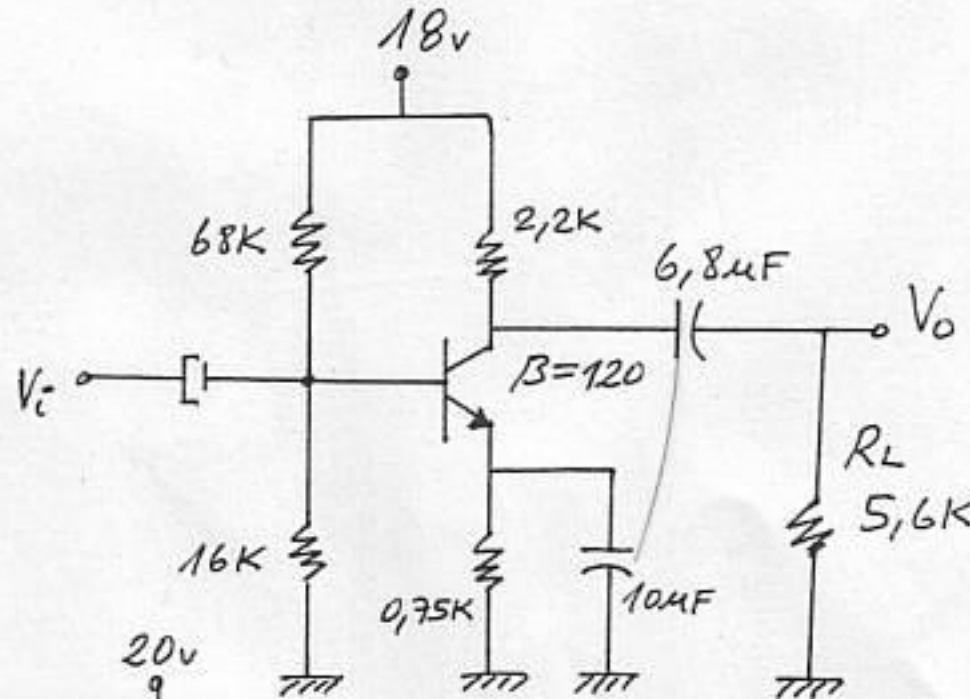 18v
68K
2,2K
6,8µF
Vi
β=120
Vo
RL
5,6K
16K
0,75K
10µF
20v